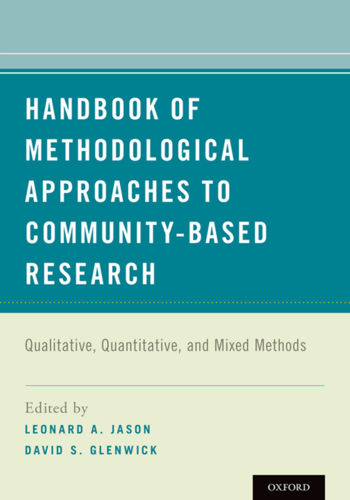 HANDBOOK OF
METHODOLOGICAL
APPROACHES TO
COMMUNITY-BASED
RESEARCH
Qualitative, Quantitative, and Mixed Methods
Edited by
LEONARD A. JASON
DAVID S. GLENWICK
OXFORD